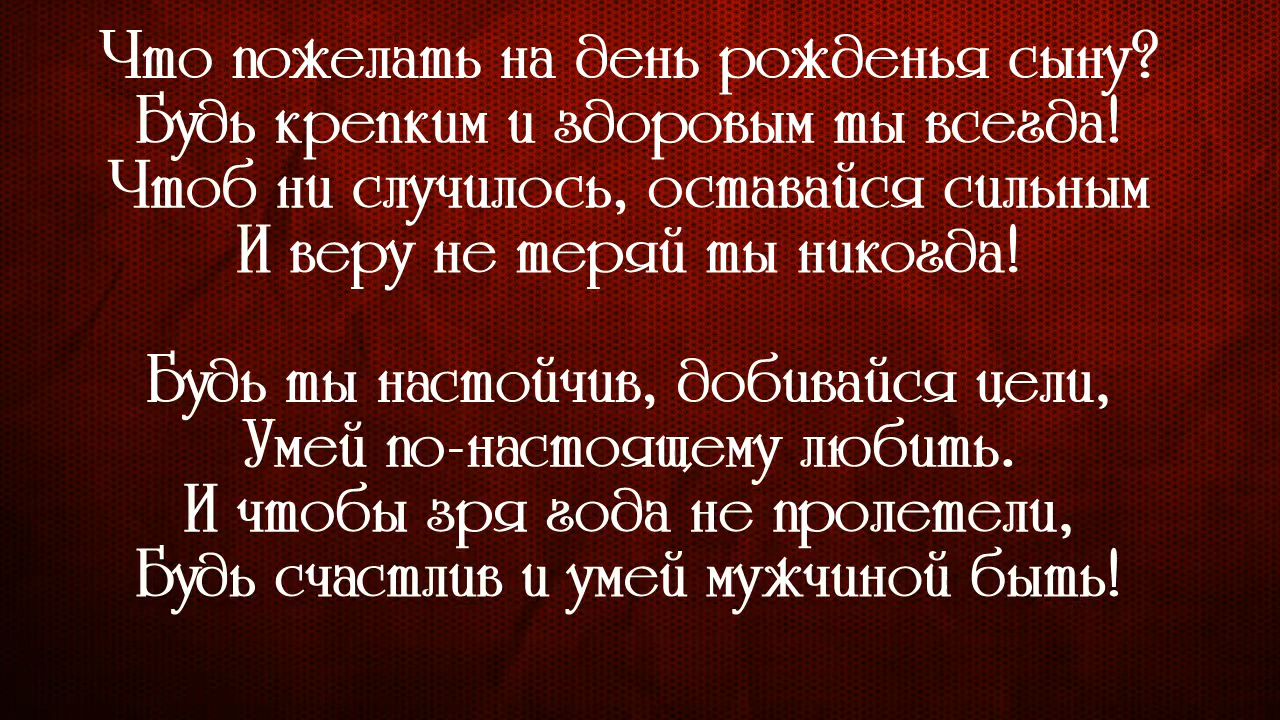 Что пожелать на день рожденья сыну?
Будь крепким и здоровым ты всегда!
Чтоб ни случилось, оставайся сильным
И веру не теряй ты никогда!
Будь ты настойчив, добивайся цели,
Умей по-настоящему любить.
И чтобы зря года не пролетели,
Будь счастлив и умей мужчиной быть!